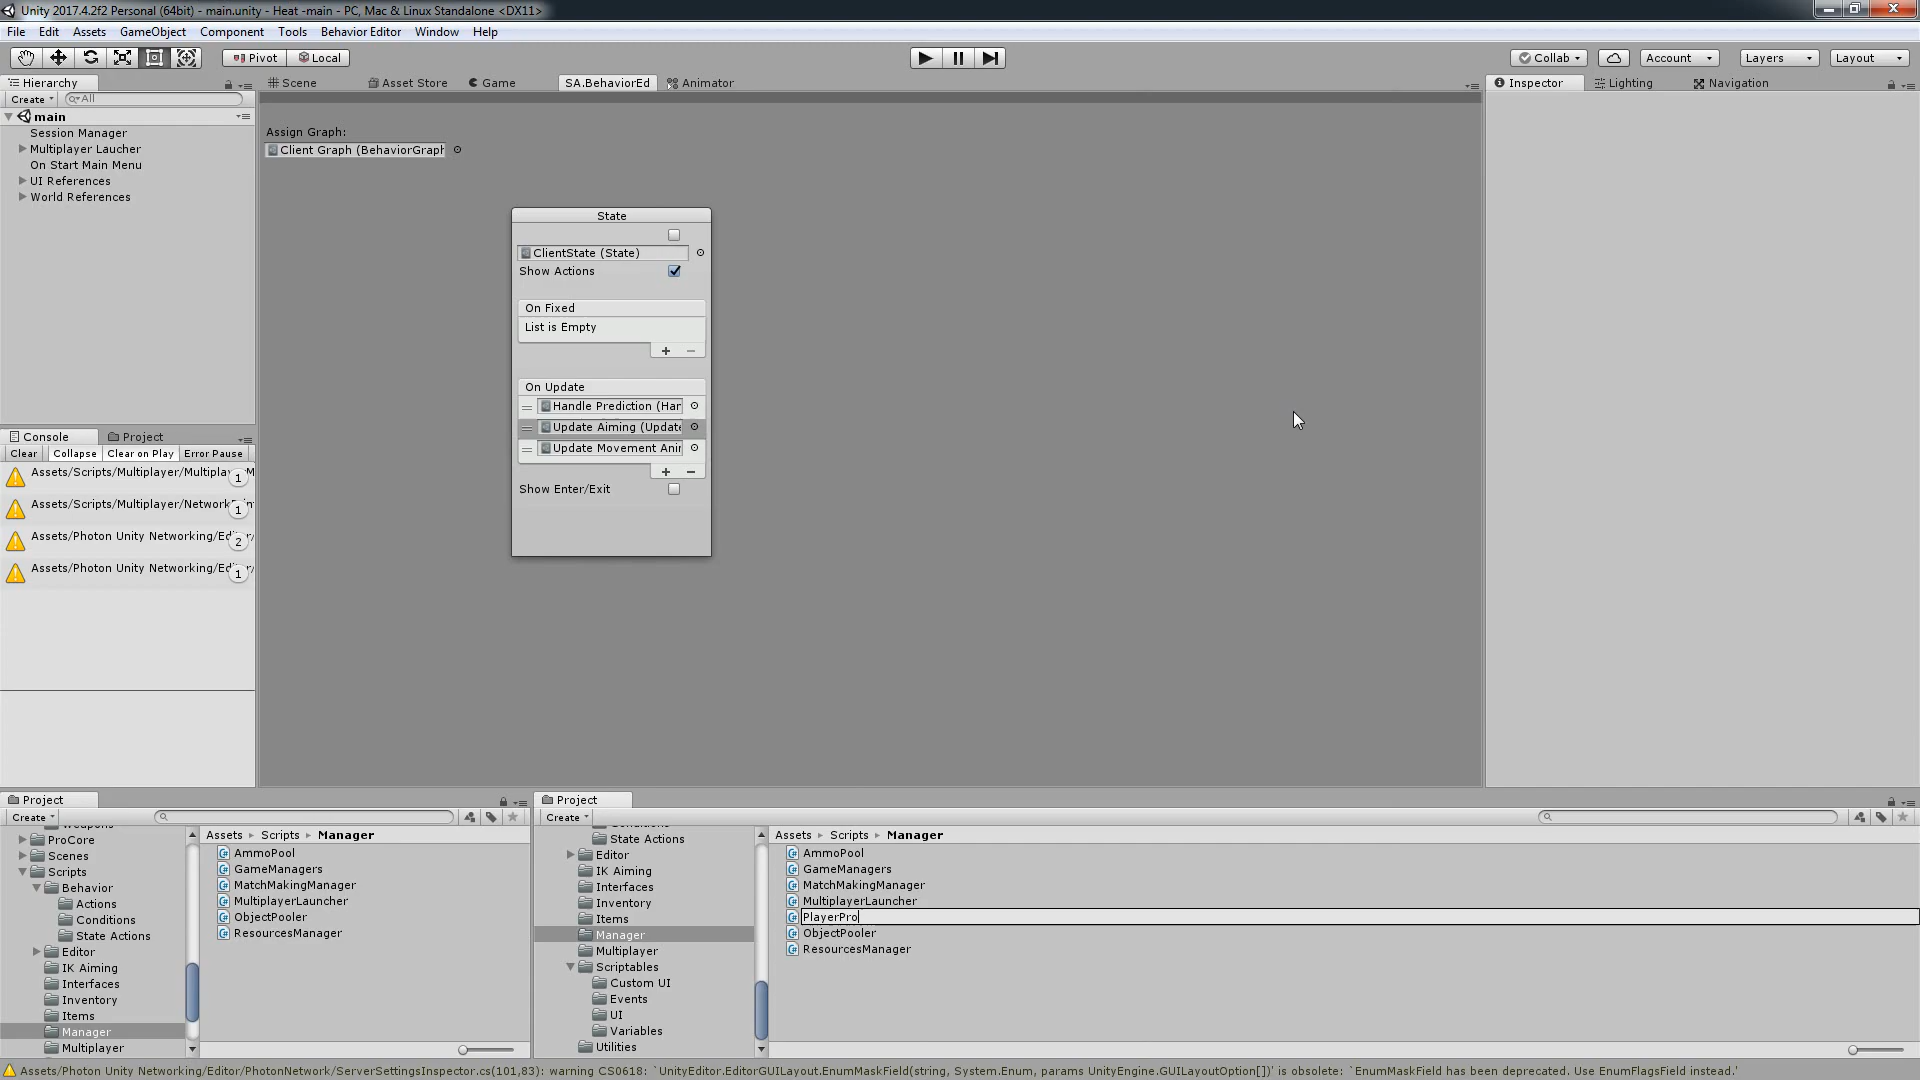 Unity 2017.4.2f2 Personal (64bit) - main.unity - Heat -main - PC, Mac & Linux Standalone <DX11>
File Edit Assets GameObject Component Tools Behavior Editor Window Help
Pivot Local Collab Account Layers Layout
Hierarchy Scene Asset Store Game SA.BehaviorEd Animator Inspector Lighting Navigation
Create All
main
Session Manager
Multiplayer Laucher
On Start Main Menu
UI References
World References
Assign Graph:
Client Graph (BehaviorGraph
State
ClientState (State)
Show Actions
On Fixed
List is Empty
+ −
On Update
Handle Prediction (Har
Update Aiming (Update
Update Movement Anir
+ −
Show Enter/Exit
Console Project
Clear Collapse Clear on Play Error Pause
Assets/Scripts/Multiplayer/Multiplay 1
Assets/Scripts/Multiplayer/Network 1
Assets/Photon Unity Networking/Ed 2
Assets/Photon Unity Networking/Ed 1
Project
Create
Assets ▸ Scripts ▸ Manager
ProCore
Scenes
Scripts
Behavior
Actions
Conditions
State Actions
Editor
IK Aiming
Interfaces
Inventory
Items
Manager
Multiplayer
AmmoPool
GameManagers
MatchMakingManager
MultiplayerLauncher
ObjectPooler
ResourcesManager
Project
Create
Assets ▸ Scripts ▸ Manager
State Actions
Editor
IK Aiming
Interfaces
Inventory
Items
Manager
Multiplayer
Scriptables
Custom UI
Events
UI
Variables
Utilities
AmmoPool
GameManagers
MatchMakingManager
MultiplayerLauncher
PlayerPro
ObjectPooler
ResourcesManager
Assets/Photon Unity Networking/Editor/PhotonNetwork/ServerSettingsInspector.cs(101,83): warning CS0618: `UnityEditor.EditorGUILayout.EnumMaskField(string, System.Enum, params UnityEngine.GUILayoutOption[])' is obsolete: `EnumMaskField has been deprecated. Use EnumFlagsField instead.'